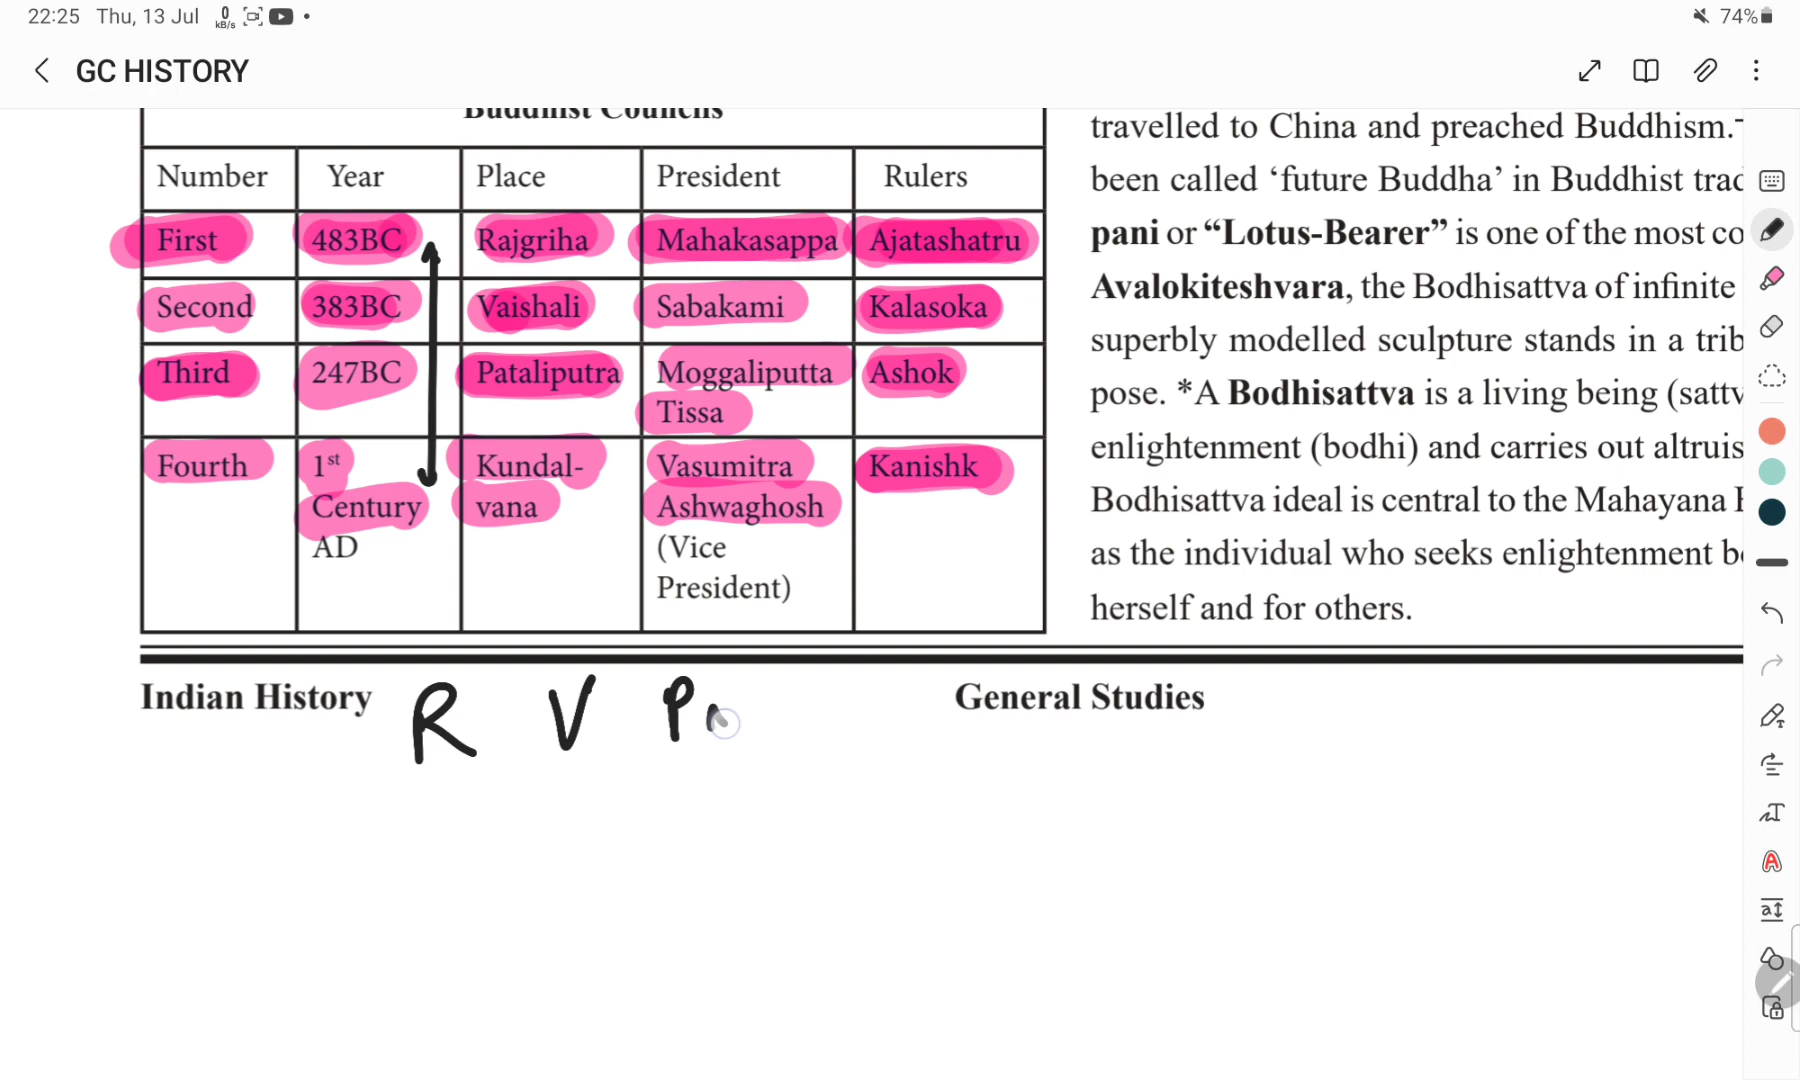 22:25 Thu, 13 Jul 0 kB/s 74%
GC HISTORY
Buddhist Councils
Number Year Place President Rulers
First 483BC Rajgriha Mahakasappa Ajatashatru
Second 383BC Vaishali Sabakami Kalasoka
Third 247BC Pataliputra Moggaliputta Tissa Ashok
Fourth 1st Century AD Kundal-vana Vasumitra Ashwaghosh (Vice President) Kanishk
travelled to China and preached Buddhism.
been called ‘future Buddha’ in Buddhist trad
pani or “Lotus-Bearer” is one of the most co
Avalokiteshvara, the Bodhisattva of infinite
superbly modelled sculpture stands in a trib
pose. *A Bodhisattva is a living being (sattv
enlightenment (bodhi) and carries out altruis
Bodhisattva ideal is central to the Mahayana
as the individual who seeks enlightenment b
herself and for others.
Indian History R V P General Studies